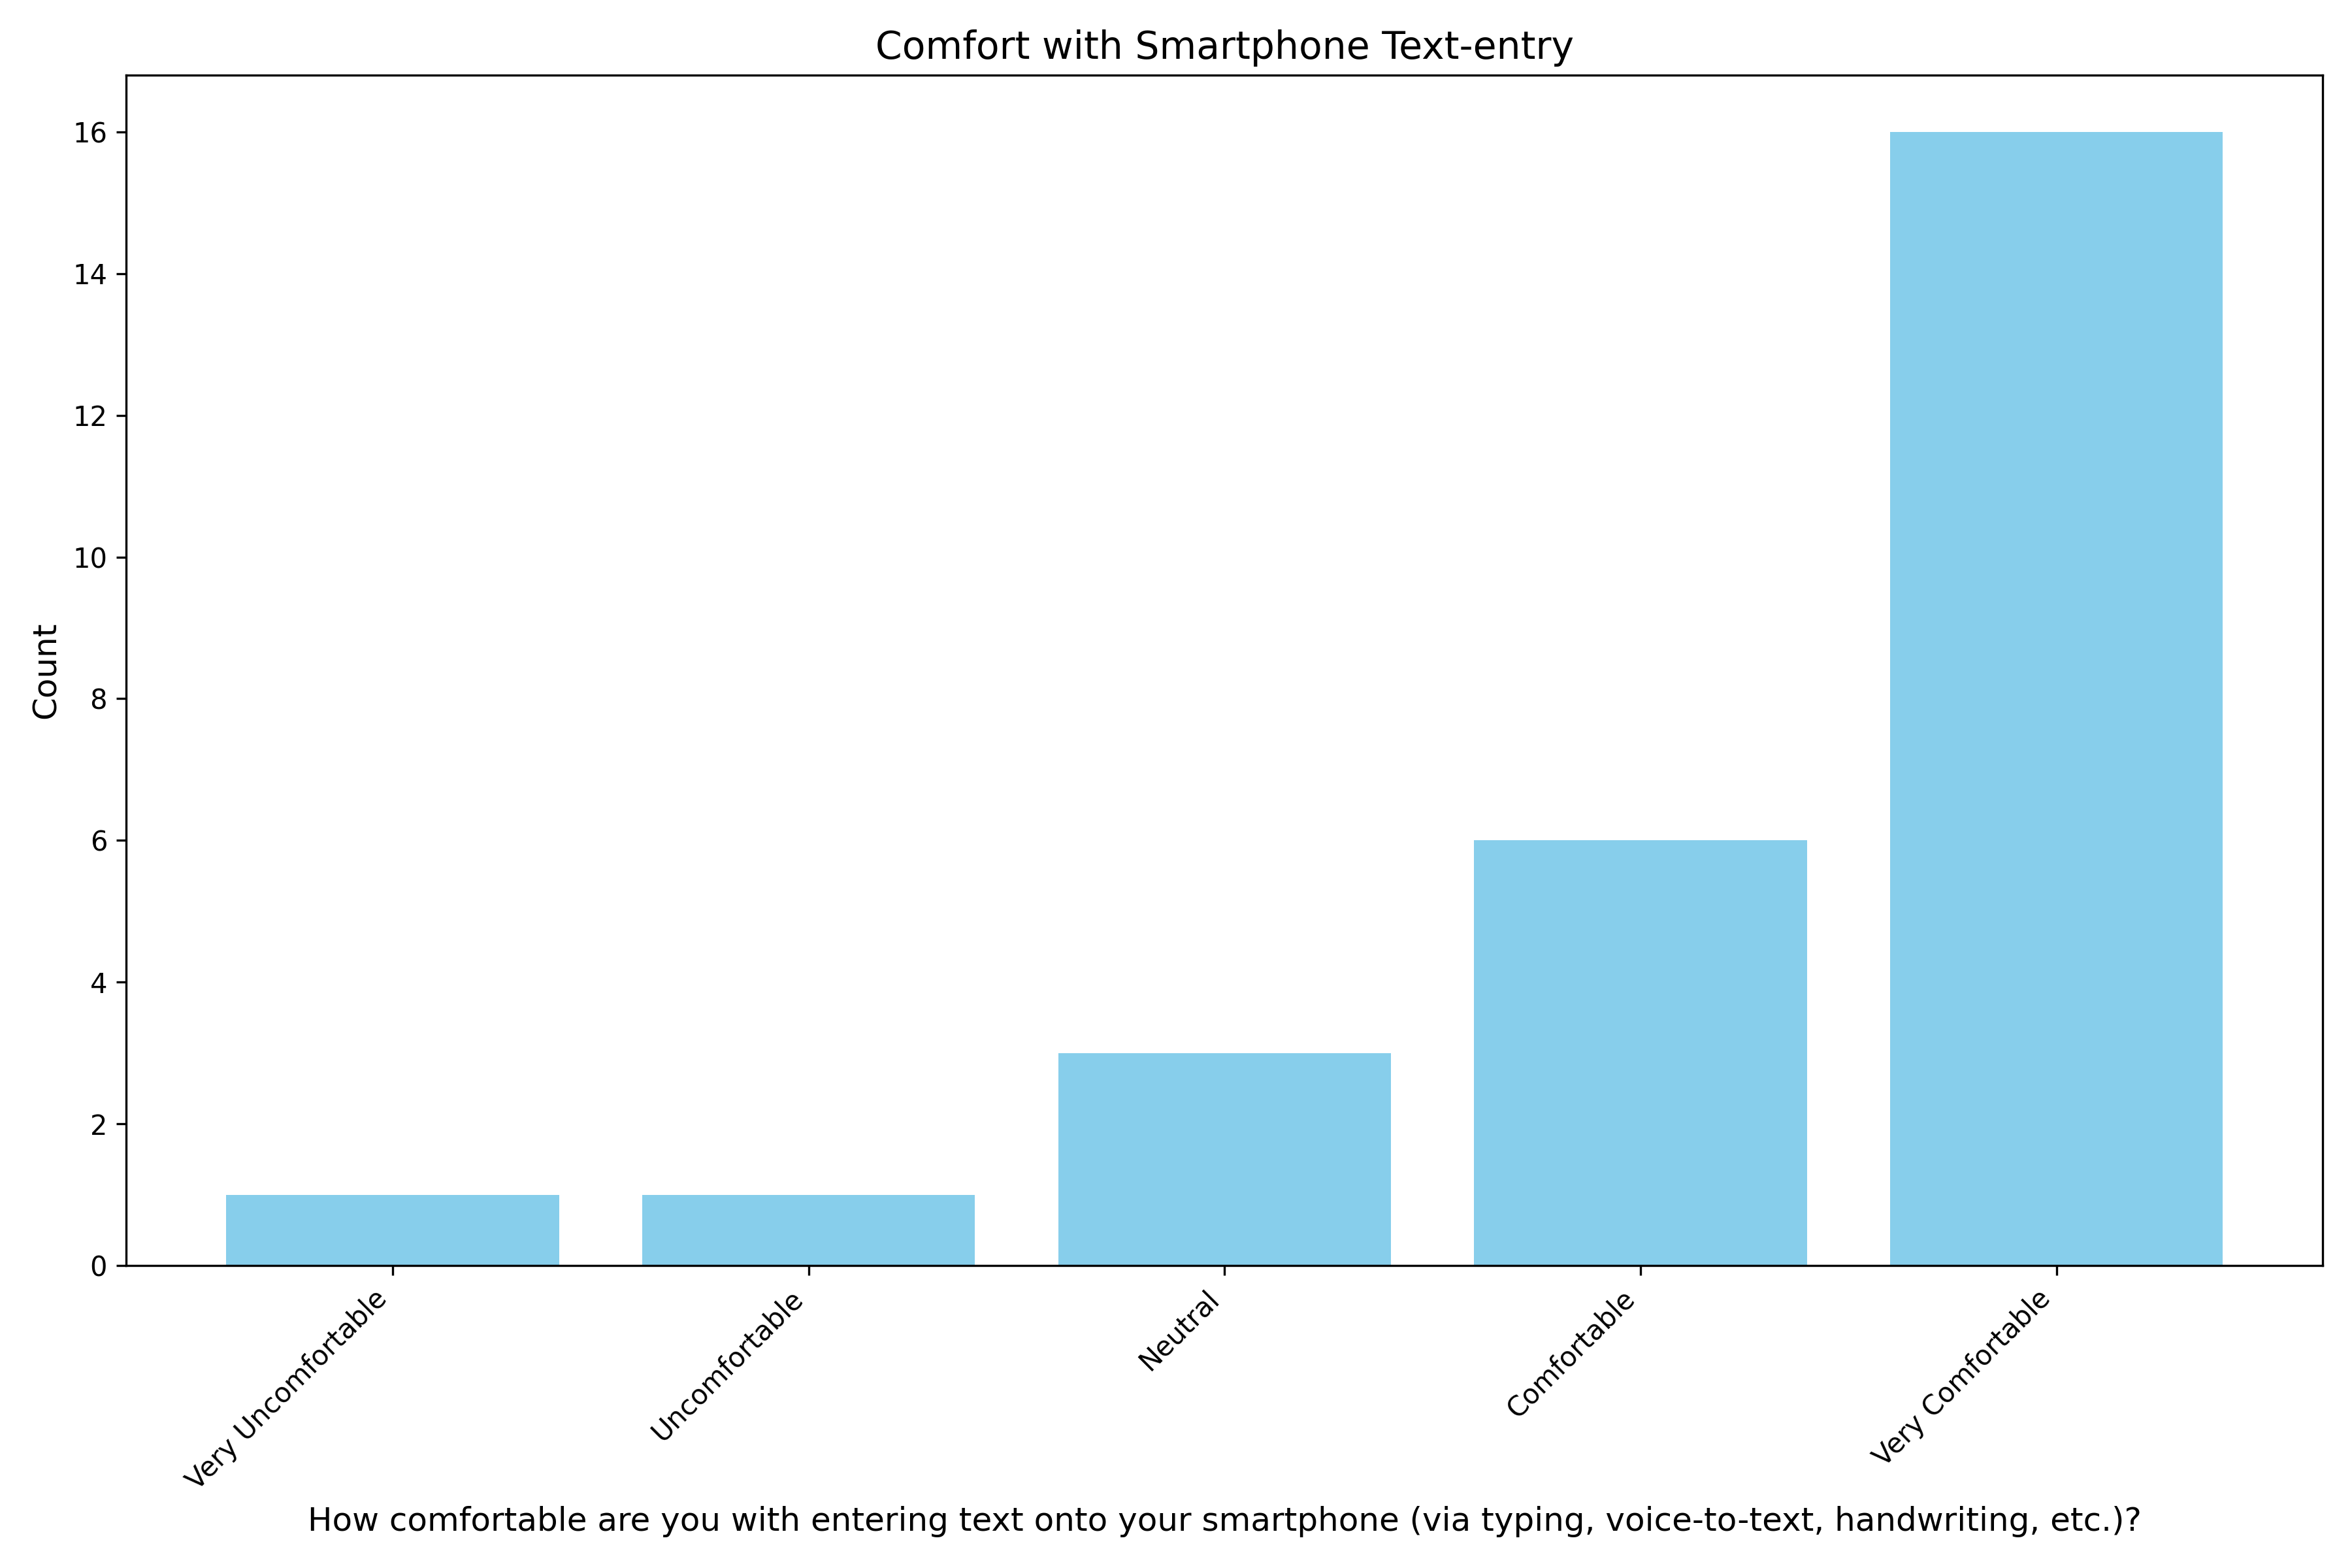 Comfort with Smartphone Text-entry
16
14
12
10
8
6
4
2
0
Count
Very Uncomfortable
Uncomfortable
Neutral
Comfortable
Very Comfortable
How comfortable are you with entering text onto your smartphone (via typing, voice-to-text, handwriting, etc.)?